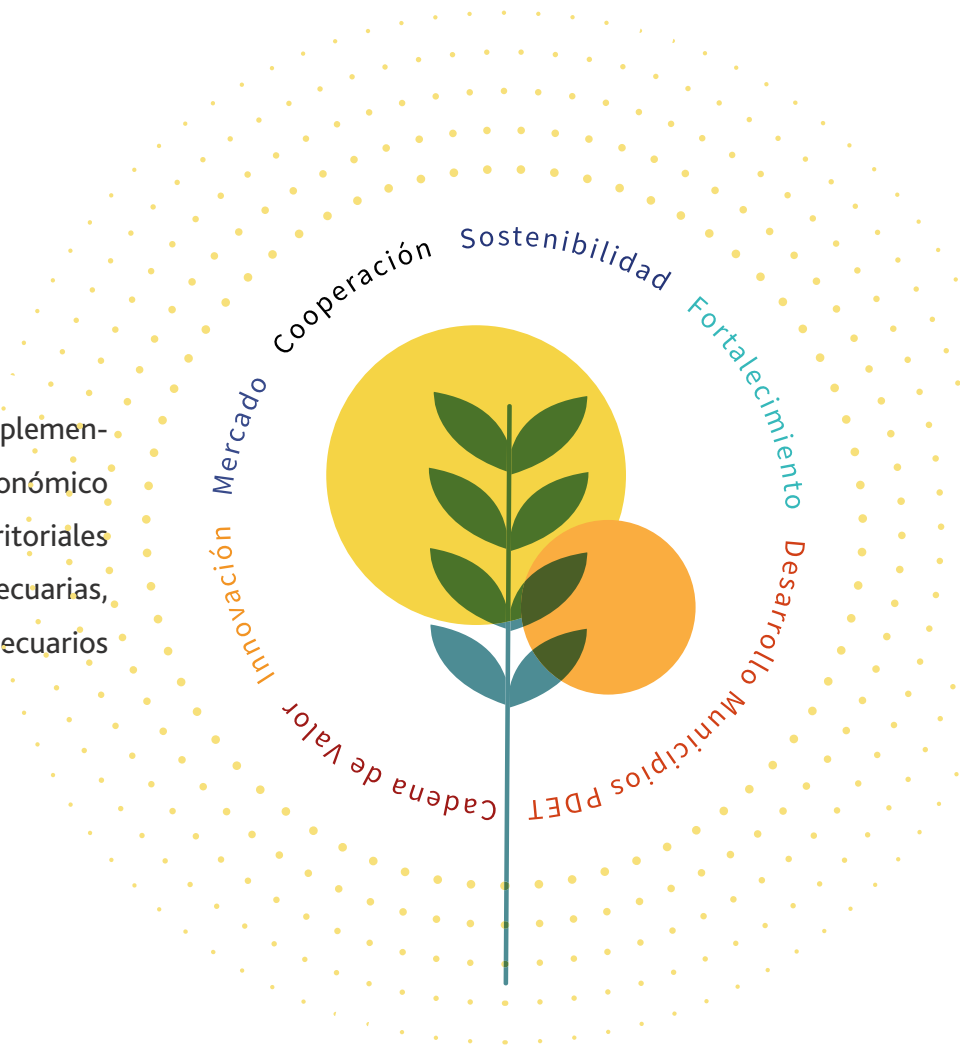 Sostenibilidad
Fortalecimiento
Desarrollo Municipios PDET
Cadena de Valor
Innovación
Mercado
Cooperación
plemen-
onómico
ritoriales
ecuarias,
ecuarios